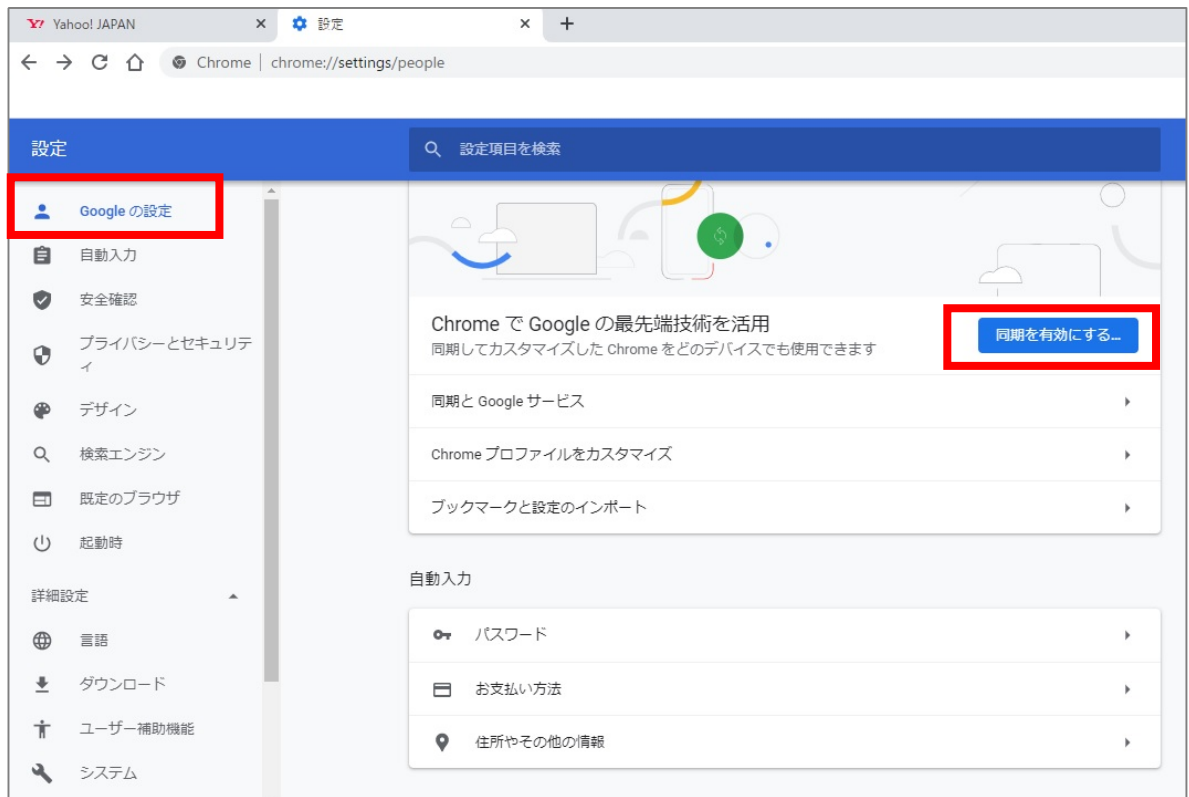 Yahoo! JAPAN
設定
Chrome | chrome://settings/people
設定
設定項目を検索
Google の設定
自動入力
安全確認
プライバシーとセキュリテ
ィ
デザイン
検索エンジン
既定のブラウザ
起動時
詳細設定
言語
ダウンロード
ユーザー補助機能
システム
Chrome で Google の最先端技術を活用
同期してカスタマイズした Chrome をどのデバイスでも使用できます
同期を有効にする...
同期と Google サービス
Chrome プロファイルをカスタマイズ
ブックマークと設定のインポート
自動入力
パスワード
お支払い方法
住所やその他の情報